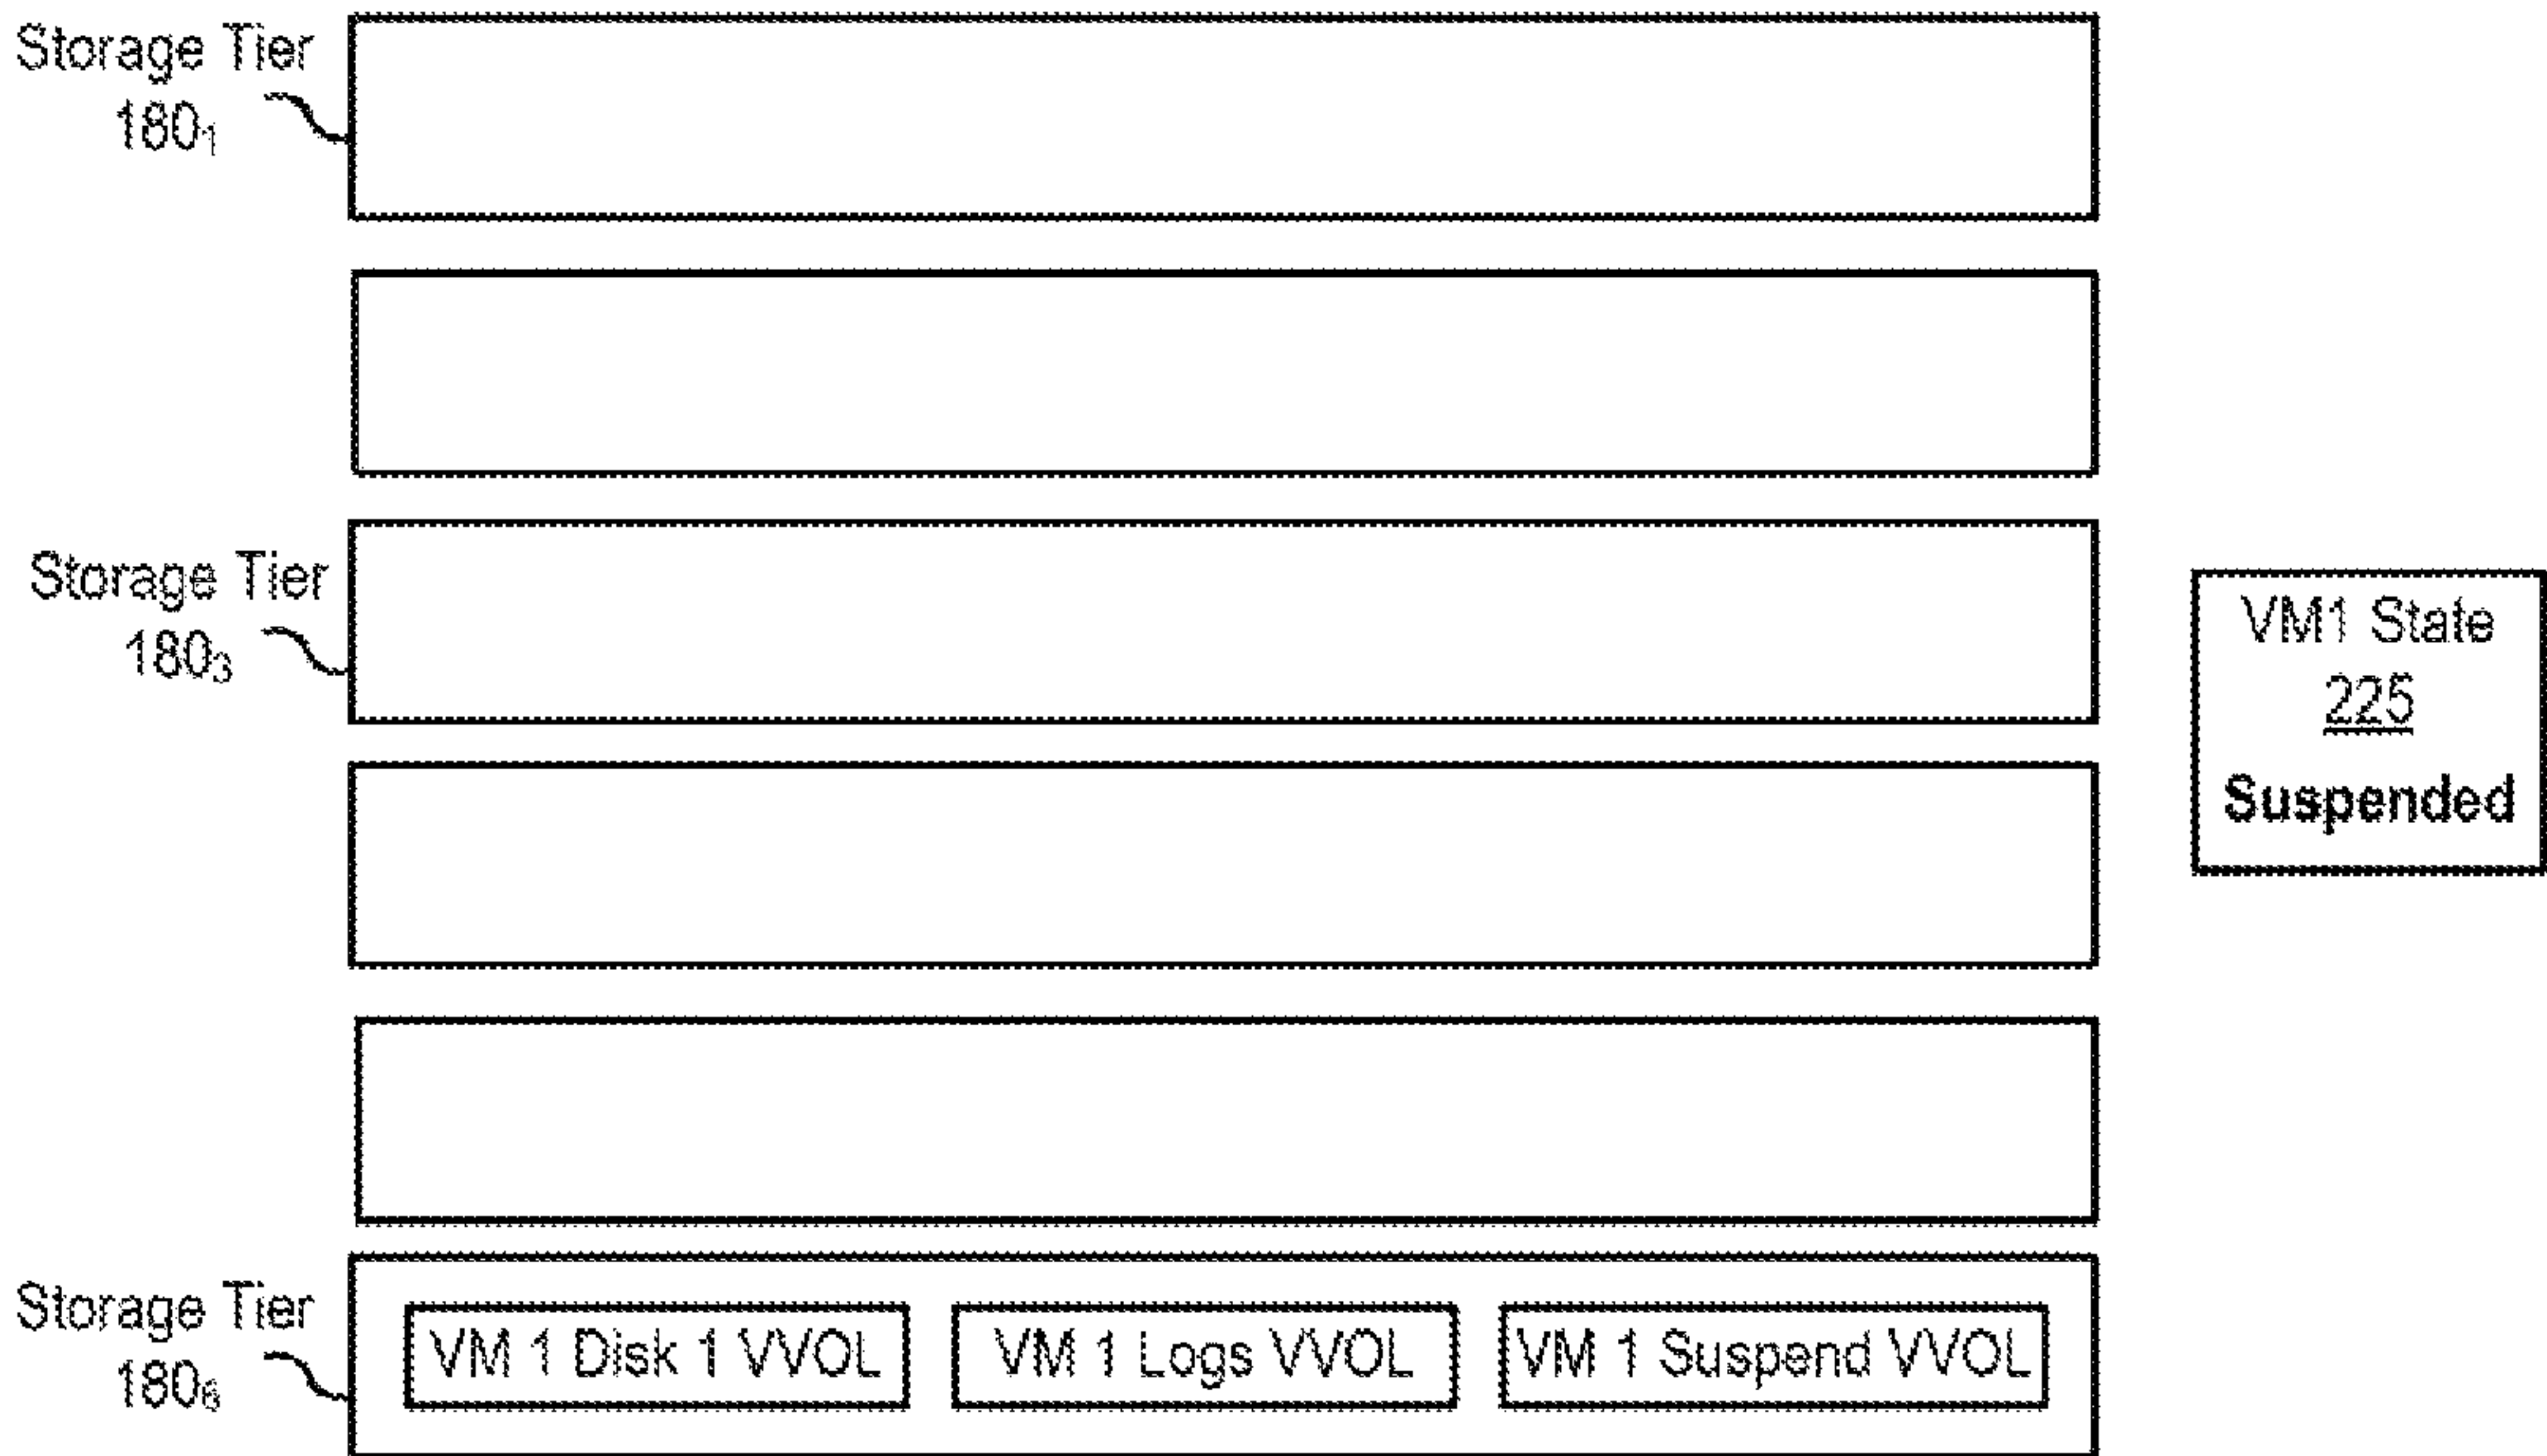 Storage Tier
180₁
Storage Tier
180₃
VM1 State
225
Suspended
Storage Tier
180₆
VM 1 Disk 1 VVOL
VM 1 Logs VVOL
VM 1 Suspend VVOL